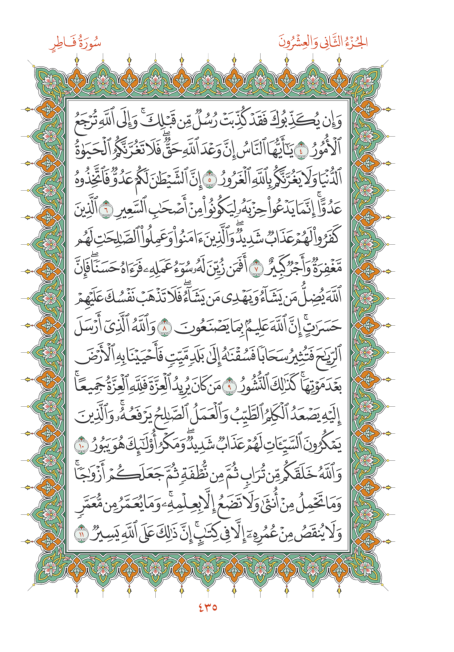 الجُزْءُ الثَّانِى وَالعِشْرُونَ
سُورَةُ فَاطِرٍ
وَإِن يُكَذِّبُوكَ فَقَدْ كُذِّبَتْ رُسُلٌ مِّن قَبْلِكَ ۚ وَإِلَى ٱللَّهِ تُرْجَعُ
ٱلْأُمُورُ ٤ يَـٰٓأَيُّهَا ٱلنَّاسُ إِنَّ وَعْدَ ٱللَّهِ حَقٌّ ۖ فَلَا تَغُرَّنَّكُمُ ٱلْحَيَوٰةُ
ٱلدُّنْيَا وَلَا يَغُرَّنَّكُم بِٱللَّهِ ٱلْغَرُورُ ٥ إِنَّ ٱلشَّيْطَـٰنَ لَكُمْ عَدُوٌّ فَٱتَّخِذُوهُ
عَدُوًّا ۚ إِنَّمَا يَدْعُوا۟ حِزْبَهُۥ لِيَكُونُوا۟ مِنْ أَصْحَـٰبِ ٱلسَّعِيرِ ٦ ٱلَّذِينَ
كَفَرُوا۟ لَهُمْ عَذَابٌ شَدِيدٌ ۖ وَٱلَّذِينَ ءَامَنُوا۟ وَعَمِلُوا۟ ٱلصَّـٰلِحَـٰتِ لَهُم
مَّغْفِرَةٌ وَأَجْرٌ كَبِيرٌ ٧ أَفَمَن زُيِّنَ لَهُۥ سُوٓءُ عَمَلِهِۦ فَرَءَاهُ حَسَنًا ۖ فَإِنَّ
ٱللَّهَ يُضِلُّ مَن يَشَآءُ وَيَهْدِى مَن يَشَآءُ ۖ فَلَا تَذْهَبْ نَفْسُكَ عَلَيْهِمْ
حَسَرَٰتٍ ۚ إِنَّ ٱللَّهَ عَلِيمٌۢ بِمَا يَصْنَعُونَ ٨ وَٱللَّهُ ٱلَّذِىٓ أَرْسَلَ
ٱلرِّيَـٰحَ فَتُثِيرُ سَحَابًا فَسُقْنَـٰهُ إِلَىٰ بَلَدٍ مَّيِّتٍ فَأَحْيَيْنَا بِهِ ٱلْأَرْضَ
بَعْدَ مَوْتِهَا ۚ كَذَٰلِكَ ٱلنُّشُورُ ٩ مَن كَانَ يُرِيدُ ٱلْعِزَّةَ فَلِلَّهِ ٱلْعِزَّةُ جَمِيعًا ۚ
إِلَيْهِ يَصْعَدُ ٱلْكَلِمُ ٱلطَّيِّبُ وَٱلْعَمَلُ ٱلصَّـٰلِحُ يَرْفَعُهُۥ ۚ وَٱلَّذِينَ
يَمْكُرُونَ ٱلسَّيِّـَٔاتِ لَهُمْ عَذَابٌ شَدِيدٌ ۖ وَمَكْرُ أُو۟لَـٰٓئِكَ هُوَ يَبُورُ ١٠
وَٱللَّهُ خَلَقَكُم مِّن تُرَابٍ ثُمَّ مِن نُّطْفَةٍ ثُمَّ جَعَلَكُمْ أَزْوَٰجًا ۚ
وَمَا تَحْمِلُ مِنْ أُنثَىٰ وَلَا تَضَعُ إِلَّا بِعِلْمِهِۦ ۚ وَمَا يُعَمَّرُ مِن مُّعَمَّرٍ
وَلَا يُنقَصُ مِنْ عُمُرِهِۦٓ إِلَّا فِى كِتَـٰبٍ ۚ إِنَّ ذَٰلِكَ عَلَى ٱللَّهِ يَسِيرٌ ١١
٤٣٥